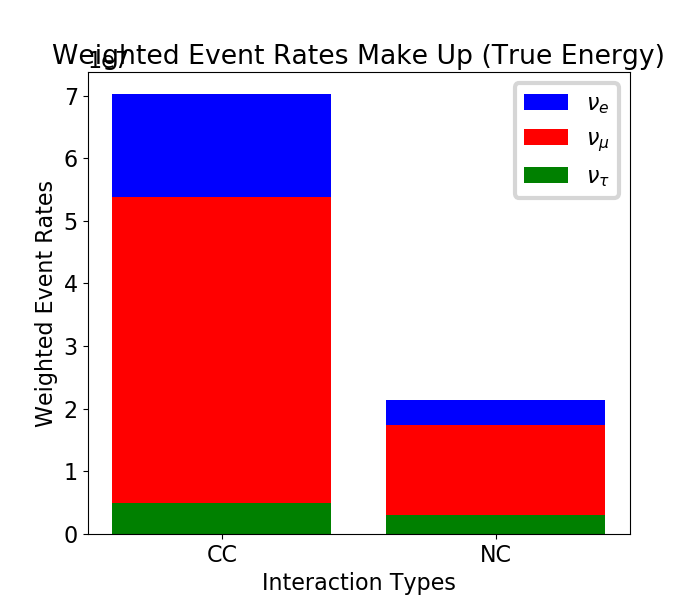 Weighted Event Rates Make Up (True Energy)
1e7
7
6
5
4
3
2
1
0
Weighted Event Rates
CC
NC
Interaction Types
νe
νμ
ντ